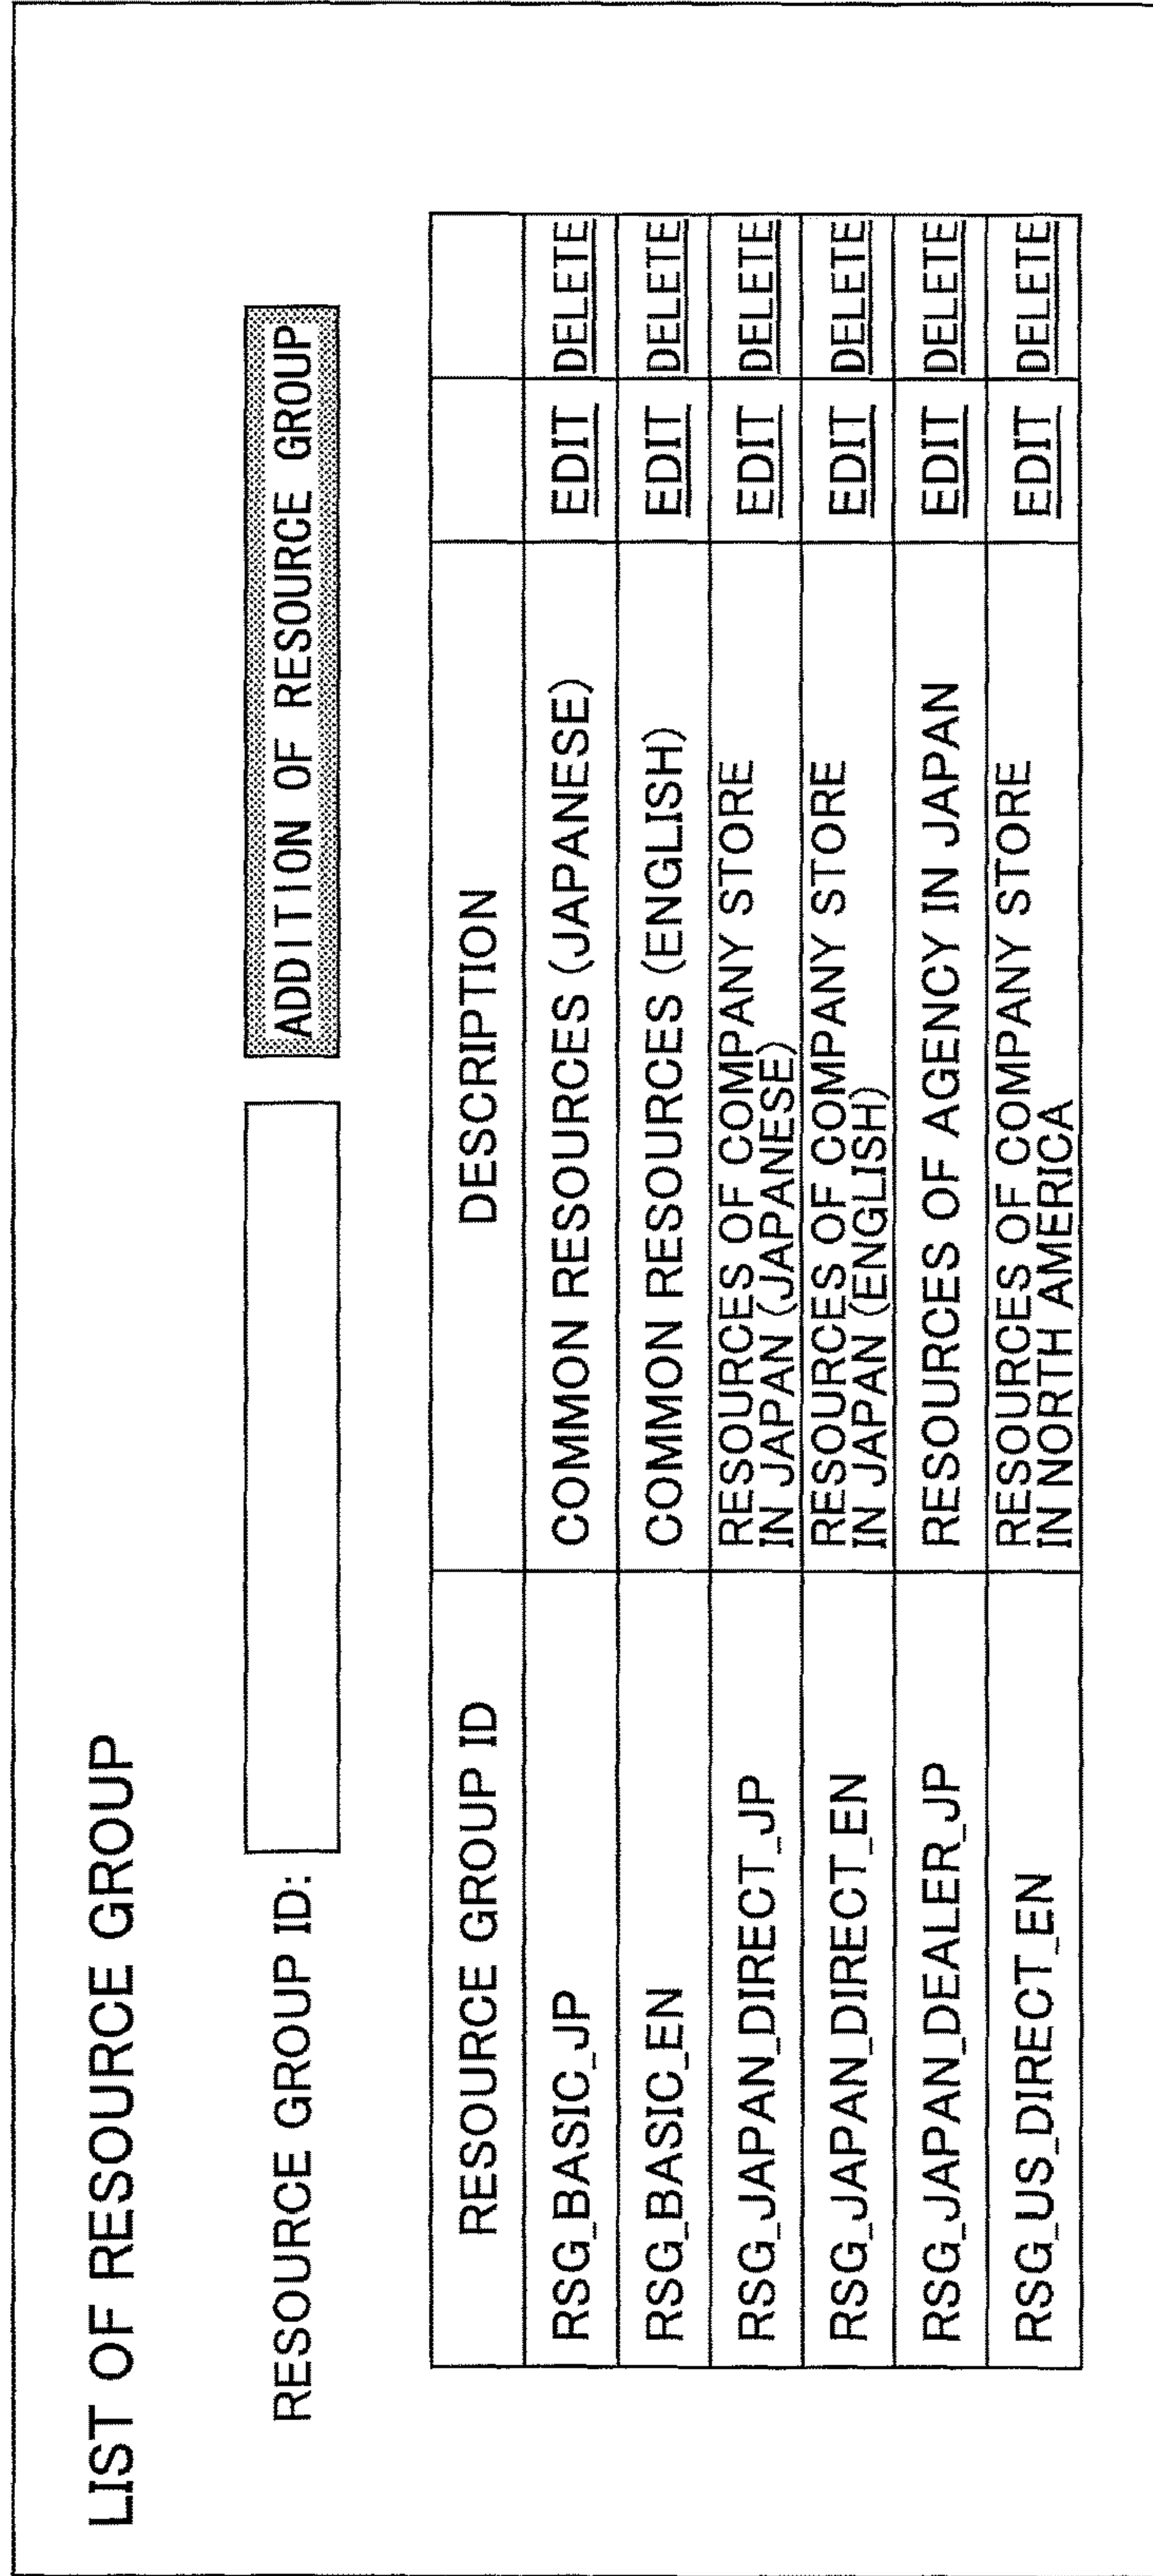 LIST OF RESOURCE GROUP
RESOURCE GROUP ID: ADDITION OF RESOURCE GROUP
RESOURCE GROUP ID DESCRIPTION
RSG_BASIC_JP COMMON RESOURCES (JAPANESE) EDIT DELETE
RSG_BASIC_EN COMMON RESOURCES (ENGLISH) EDIT DELETE
RSG_JAPAN_DIRECT_JP RESOURCES OF COMPANY STORE EDIT DELETE
IN JAPAN (JAPANESE)
RSG_JAPAN_DIRECT_EN RESOURCES OF COMPANY STORE EDIT DELETE
IN JAPAN (ENGLISH)
RSG_JAPAN_DEALER_JP RESOURCES OF AGENCY IN JAPAN EDIT DELETE
RSG_US_DIRECT_EN RESOURCES OF COMPANY STORE EDIT DELETE
IN NORTH AMERICA